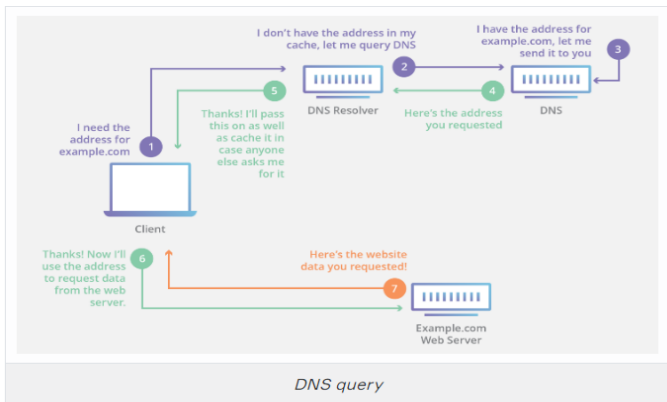 I don't have the address in my
cache, let me query DNS
I have the address for
example.com, let me
send it to you
2
3
5
4
DNS Resolver
DNS
Thanks! I'll pass
this on as well
as cache it in
case anyone
else asks me
for it
Here's the address
you requested
I need the
address for
example.com
1
Client
Thanks! Now I'll
use the address
to request data
from the web
server.
6
Here's the website
data you requested!
7
Example.com
Web Server
DNS query